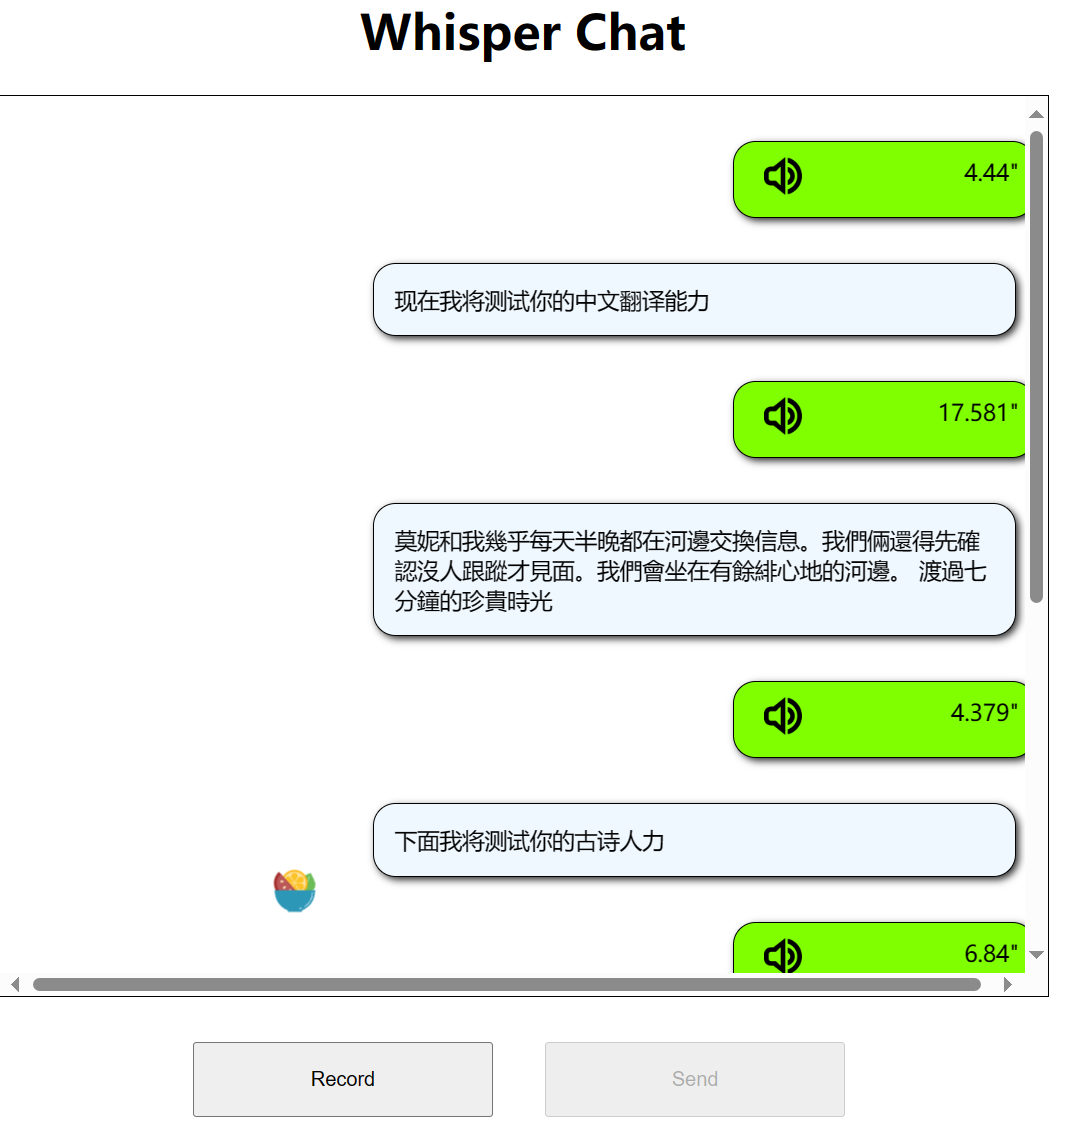 Whisper Chat
4.44"
现在我将测试你的中文翻译能力
17.581"
莫妮和我幾乎每天半晚都在河邊交換信息。我們倆還得先確
認沒人跟蹤才見面。我們會坐在有餘緋心地的河邊。 渡過七
分鐘的珍貴時光
4.379"
下面我将测试你的古诗人力
6.84"
Record
Send